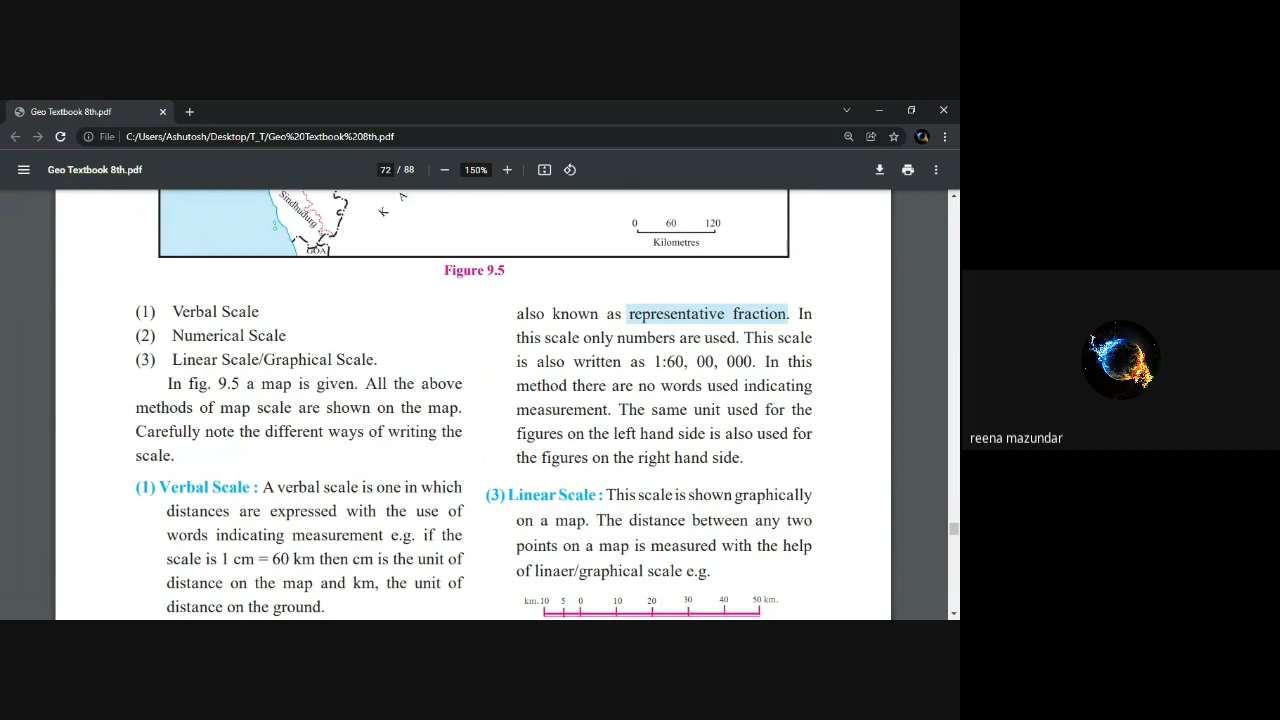 Geo Textbook 8th.pdf
File
C:/Users/Ashutosh/Desktop/T_T/Geo%20Textbook%208th.pdf
Geo Textbook 8th.pdf
72 / 88
150%
Sindhudurg
K A
GOA
0 60 120
Kilometres
Figure 9.5
(1) Verbal Scale
(2) Numerical Scale
(3) Linear Scale/Graphical Scale.
In fig. 9.5 a map is given. All the above
methods of map scale are shown on the map.
Carefully note the different ways of writing the
scale.
(1) Verbal Scale : A verbal scale is one in which
distances are expressed with the use of
words indicating measurement e.g. if the
scale is 1 cm = 60 km then cm is the unit of
distance on the map and km, the unit of
distance on the ground.
also known as representative fraction. In
this scale only numbers are used. This scale
is also written as 1:60, 00, 000. In this
method there are no words used indicating
measurement. The same unit used for the
figures on the left hand side is also used for
the figures on the right hand side.
(3) Linear Scale : This scale is shown graphically
on a map. The distance between any two
points on a map is measured with the help
of linaer/graphical scale e.g.
km. 10 5 0 10 20 30 40 50 km.
reena mazundar